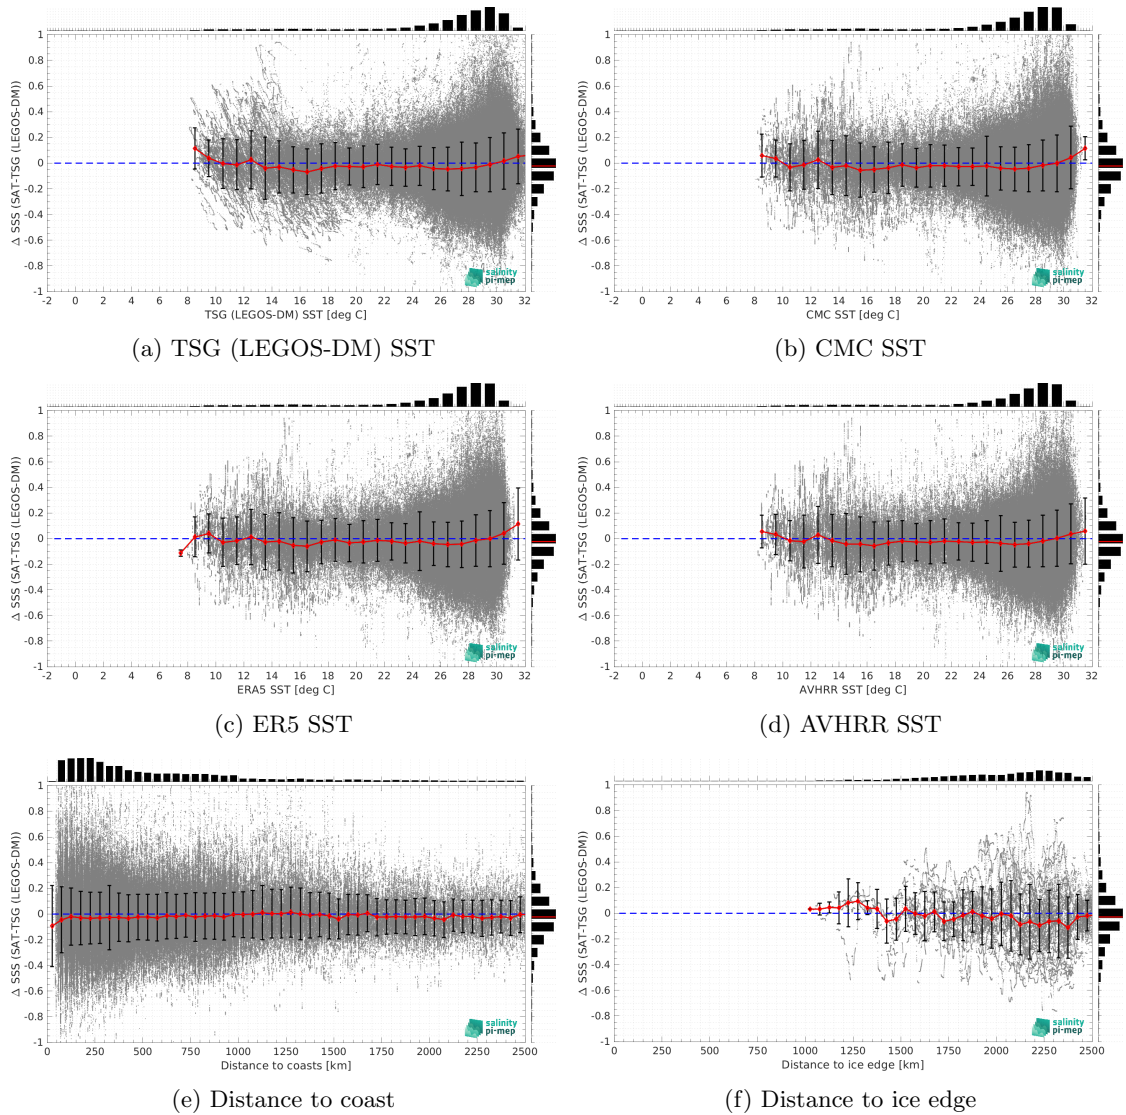 1
0.8
0.6
0.4
0.2
0
-0.2
-0.4
-0.6
-0.8
-1
Δ SSS (SAT-TSG (LEGOS-DM))
salinity
pi-mep
-2 0 2 4 6 8 10 12 14 16 18 20 22 24 26 28 30 32
TSG (LEGOS-DM) SST [deg C]
(a) TSG (LEGOS-DM) SST
1
0.8
0.6
0.4
0.2
0
-0.2
-0.4
-0.6
-0.8
-1
Δ SSS (SAT-TSG (LEGOS-DM))
salinity
pi-mep
-2 0 2 4 6 8 10 12 14 16 18 20 22 24 26 28 30 32
CMC SST [deg C]
(b) CMC SST
1
0.8
0.6
0.4
0.2
0
-0.2
-0.4
-0.6
-0.8
-1
Δ SSS (SAT-TSG (LEGOS-DM))
salinity
pi-mep
-2 0 2 4 6 8 10 12 14 16 18 20 22 24 26 28 30 32
ERA5 SST [deg C]
(c) ER5 SST
1
0.8
0.6
0.4
0.2
0
-0.2
-0.4
-0.6
-0.8
-1
Δ SSS (SAT-TSG (LEGOS-DM))
salinity
pi-mep
-2 0 2 4 6 8 10 12 14 16 18 20 22 24 26 28 30 32
AVHRR SST [deg C]
(d) AVHRR SST
1
0.8
0.6
0.4
0.2
0
-0.2
-0.4
-0.6
-0.8
-1
Δ SSS (SAT-TSG (LEGOS-DM))
salinity
pi-mep
0 250 500 750 1000 1250 1500 1750 2000 2250 2500
Distance to coasts [km]
(e) Distance to coast
1
0.8
0.6
0.4
0.2
0
-0.2
-0.4
-0.6
-0.8
-1
Δ SSS (SAT-TSG (LEGOS-DM))
salinity
pi-mep
0 250 500 750 1000 1250 1500 1750 2000 2250 2500
Distance to ice edge [km]
(f) Distance to ice edge